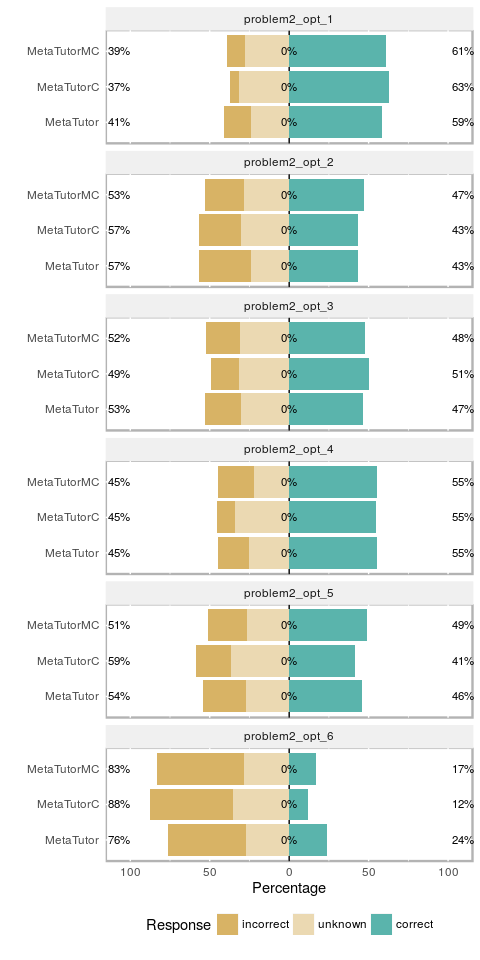 problem2_opt_1
MetaTutorMC 39% 0% 61%
MetaTutorC 37% 0% 63%
MetaTutor 41% 0% 59%
problem2_opt_2
MetaTutorMC 53% 0% 47%
MetaTutorC 57% 0% 43%
MetaTutor 57% 0% 43%
problem2_opt_3
MetaTutorMC 52% 0% 48%
MetaTutorC 49% 0% 51%
MetaTutor 53% 0% 47%
problem2_opt_4
MetaTutorMC 45% 0% 55%
MetaTutorC 45% 0% 55%
MetaTutor 45% 0% 55%
problem2_opt_5
MetaTutorMC 51% 0% 49%
MetaTutorC 59% 0% 41%
MetaTutor 54% 0% 46%
problem2_opt_6
MetaTutorMC 83% 0% 17%
MetaTutorC 88% 0% 12%
MetaTutor 76% 0% 24%
100 50 0 50 100
Percentage
Response incorrect unknown correct